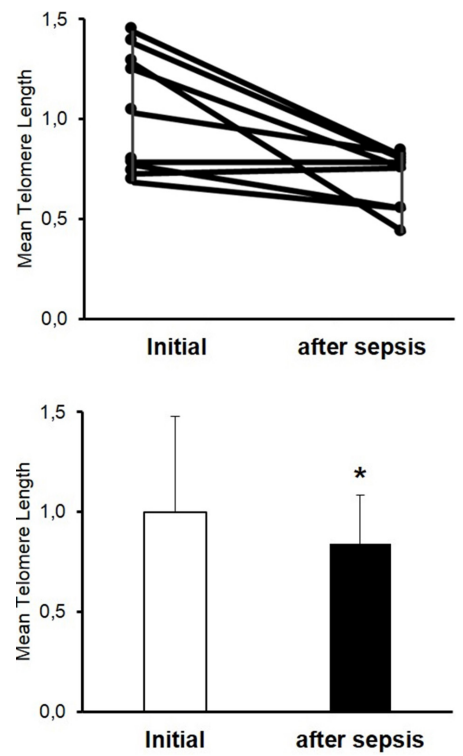 Mean Telomere Length
1,5
1,0
0,5
0,0
Initial after sepsis
Mean Telomere Length
1,5
1,0
0,5
0,0
*
Initial after sepsis